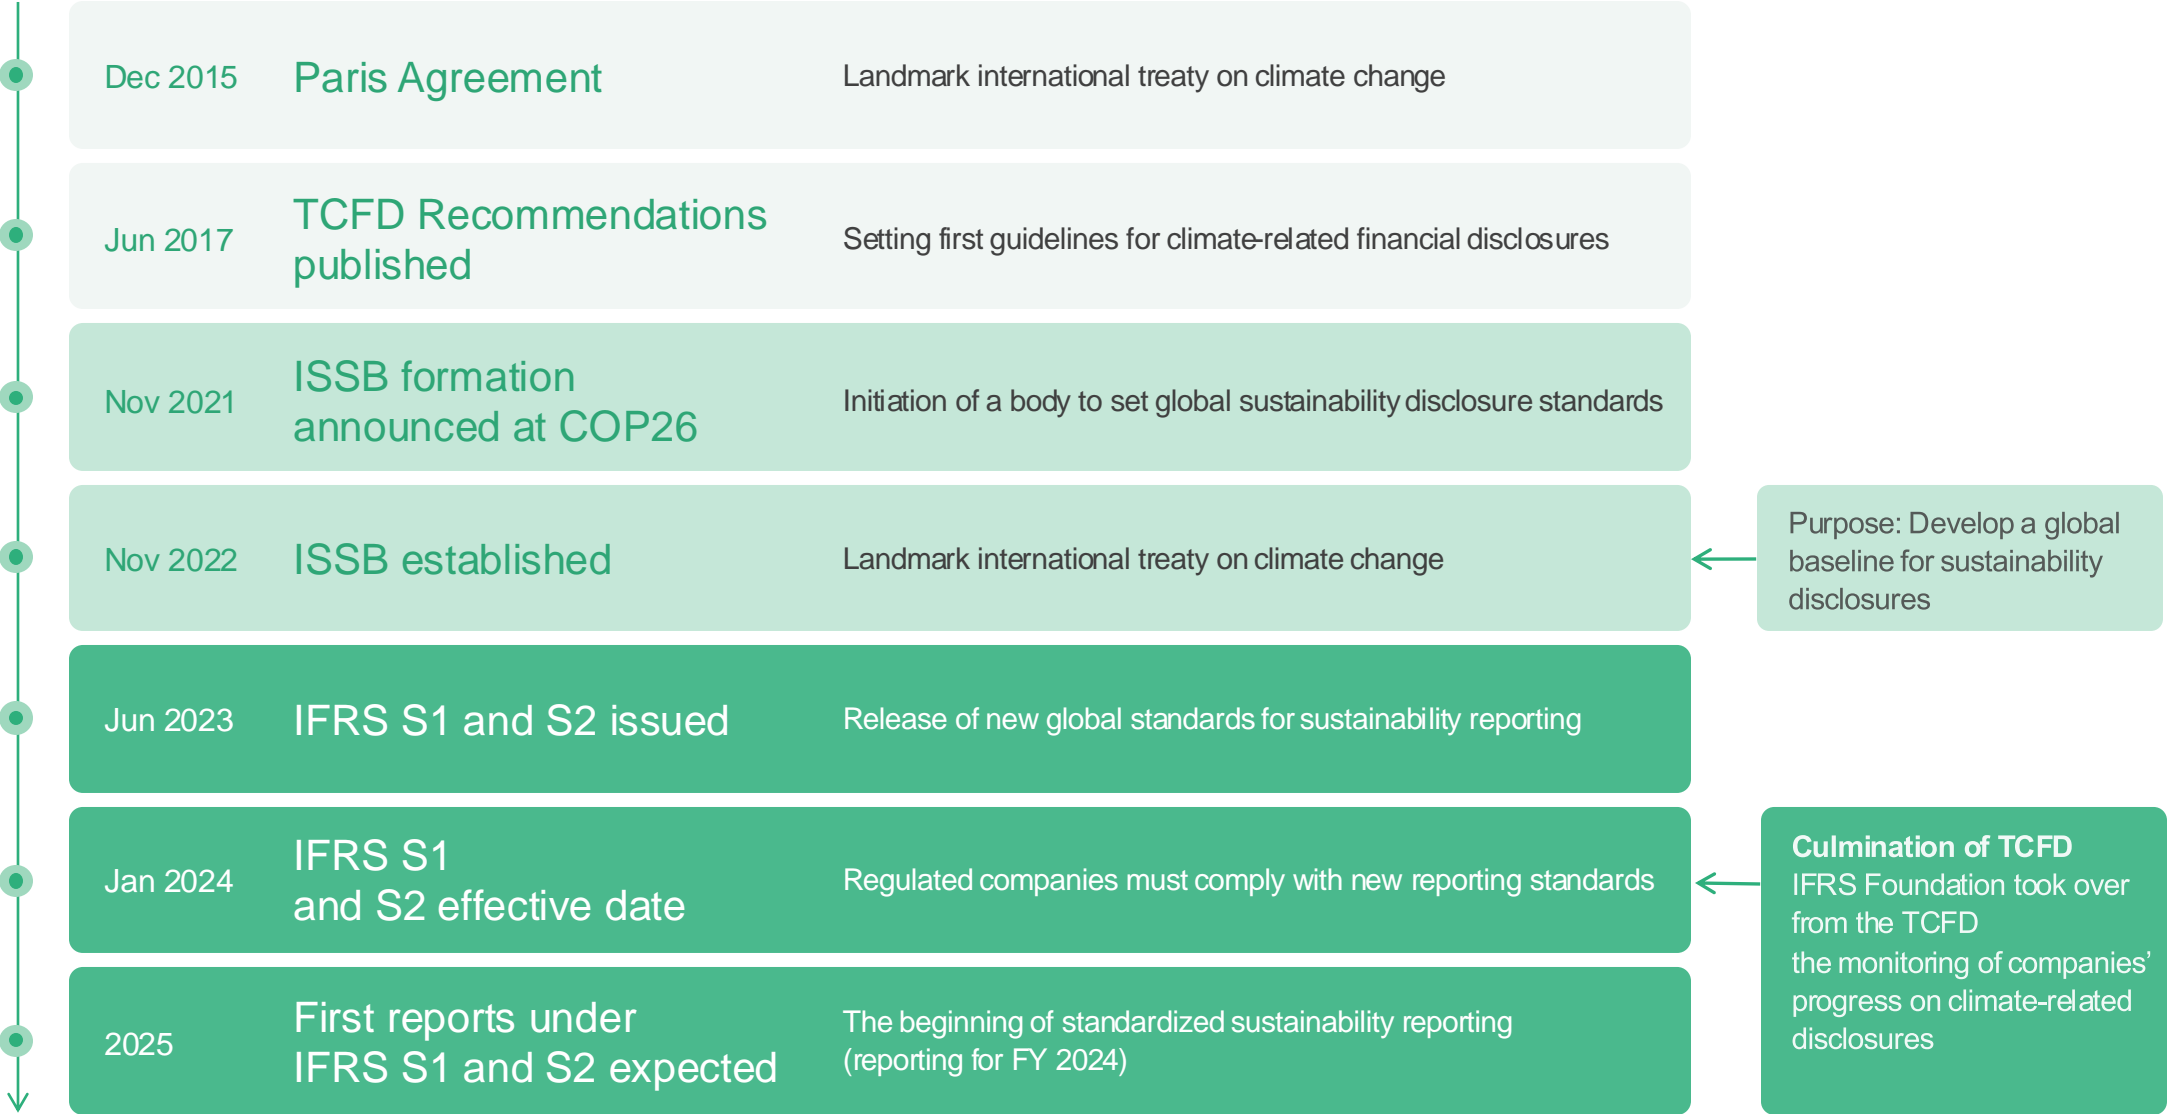 Dec 2015
Paris Agreement
Landmark international treaty on climate change
Jun 2017
TCFD Recommendations
published
Setting first guidelines for climate-related financial disclosures
Nov 2021
ISSB formation
announced at COP26
Initiation of a body to set global sustainability disclosure standards
Nov 2022
ISSB established
Landmark international treaty on climate change
Purpose: Develop a global
baseline for sustainability
disclosures
Jun 2023
IFRS S1 and S2 issued
Release of new global standards for sustainability reporting
Jan 2024
IFRS S1
and S2 effective date
Regulated companies must comply with new reporting standards
Culmination of TCFD
IFRS Foundation took over
from the TCFD
the monitoring of companies’
progress on climate-related
disclosures
2025
First reports under
IFRS S1 and S2 expected
The beginning of standardized sustainability reporting
(reporting for FY 2024)